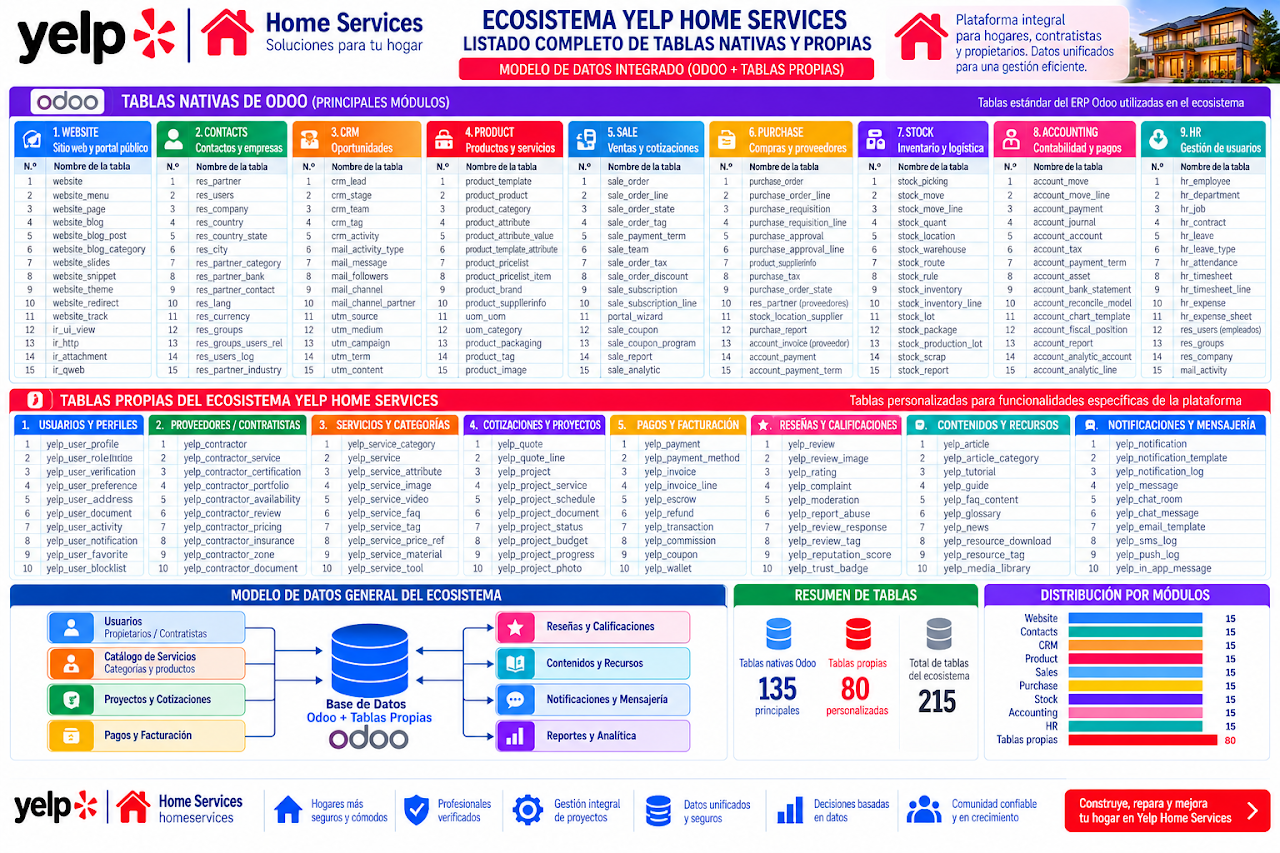 yelp
Home Services
Soluciones para tu hogar
ECOSISTEMA YELP HOME SERVICES
LISTADO COMPLETO DE TABLAS NATIVAS Y PROPIAS
MODELO DE DATOS INTEGRADO (ODOO + TABLAS PROPIAS)
Plataforma integral
para hogares, contratistas
y propietarios. Datos unificados
para una gestión eficiente.
odoo
TABLAS NATIVAS DE ODOO (PRINCIPALES MÓDULOS)
Tablas estándar del ERP Odoo utilizadas en el ecosistema
1. WEBSITE
Sitio web y portal público
N.º Nombre de la tabla
1 website
2 website_menu
3 website_page
4 website_blog
5 website_blog_post
6 website_blog_category
7 website_slides
8 website_snippet
9 website_theme
10 website_redirect
11 website_track
12 ir_ui_view
13 ir_http
14 ir_attachment
15 ir_qweb
2. CONTACTS
Contactos y empresas
N.º Nombre de la tabla
1 res_partner
2 res_users
3 res_company
4 res_country
5 res_country_state
6 res_city
7 res_partner_category
8 res_partner_bank
9 res_partner_contact
10 res_lang
11 res_currency
12 res_groups
13 res_groups_users_rel
14 res_users_log
15 res_partner_industry
3. CRM
Oportunidades
N.º Nombre de la tabla
1 crm_lead
2 crm_stage
3 crm_team
4 crm_tag
5 crm_activity
6 mail_activity_type
7 mail_message
8 mail_followers
9 mail_channel
10 mail_channel_partner
11 utm_source
12 utm_medium
13 utm_campaign
14 utm_term
15 utm_content
4. PRODUCT
Productos y servicios
N.º Nombre de la tabla
1 product_template
2 product_product
3 product_category
4 product_attribute
5 product_attribute_value
6 product_template_attribute
7 product_pricelist
8 product_pricelist_item
9 product_brand
10 product_supplierinfo
11 uom_uom
12 uom_category
13 product_packaging
14 product_tag
15 product_image
5. SALE
Ventas y cotizaciones
N.º Nombre de la tabla
1 sale_order
2 sale_order_line
3 sale_order_state
4 sale_order_tag
5 sale_payment_term
6 sale_team
7 sale_order_tax
8 sale_order_discount
9 sale_subscription
10 sale_subscription_line
11 portal_wizard
12 sale_coupon
13 sale_coupon_program
14 sale_report
15 sale_analytic
6. PURCHASE
Compras y proveedores
N.º Nombre de la tabla
1 purchase_order
2 purchase_order_line
3 purchase_requisition
4 purchase_requisition_line
5 purchase_approval
6 purchase_approval_line
7 product_supplierinfo
8 purchase_tax
9 purchase_order_state
10 res_partner (proveedores)
11 stock_location_supplier
12 purchase_report
13 account_invoice (proveedor)
14 account_payment
15 account_payment_term
7. STOCK
Inventario y logística
N.º Nombre de la tabla
1 stock_picking
2 stock_move
3 stock_move_line
4 stock_quant
5 stock_location
6 stock_warehouse
7 stock_route
8 stock_rule
9 stock_inventory
10 stock_inventory_line
11 stock_lot
12 stock_package
13 stock_production_lot
14 stock_scrap
15 stock_report
8. ACCOUNTING
Contabilidad y pagos
N.º Nombre de la tabla
1 account_move
2 account_move_line
3 account_payment
4 account_journal
5 account_account
6 account_tax
7 account_payment_term
8 account_asset
9 account_bank_statement
10 account_reconcile_model
11 account_chart_template
12 account_fiscal_position
13 account_report
14 account_analytic_account
15 account_analytic_line
9. HR
Gestión de usuarios
N.º Nombre de la tabla
1 hr_employee
2 hr_department
3 hr_job
4 hr_contract
5 hr_leave
6 hr_leave_type
7 hr_attendance
8 hr_timesheet
9 hr_timesheet_line
10 hr_expense
11 hr_expense_sheet
12 res_users (empleados)
13 res_groups
14 res_company
15 mail_activity
TABLAS PROPIAS DEL ECOSISTEMA YELP HOME SERVICES
Tablas personalizadas para funcionalidades específicas de la plataforma
1. USUARIOS Y PERFILES
1 yelp_user_profile
2
3 yelp_user_verification
4 yelp_user_preference
5 yelp_user_address
6 yelp_user_document
7 yelp_user_activity
8 yelp_user_notification
9 yelp_user_favorite
10 yelp_user_blocklist
2. PROVEEDORES / CONTRATISTAS
1 yelp_contractor
2 yelp_contractor_service
3 yelp_contractor_certification
4 yelp_contractor_portfolio
5 yelp_contractor_availability
6 yelp_contractor_review
7 yelp_contractor_pricing
8 yelp_contractor_insurance
9 yelp_contractor_zone
10 yelp_contractor_document
3. SERVICIOS Y CATEGORÍAS
1 yelp_service_category
2 yelp_service
3 yelp_service_attribute
4 yelp_service_image
5 yelp_service_video
6 yelp_service_faq
7 yelp_service_tag
8 yelp_service_price_ref
9 yelp_service_material
10 yelp_service_tool
4. COTIZACIONES Y PROYECTOS
1 yelp_quote
2 yelp_quote_line
3 yelp_project
4 yelp_project_service
5 yelp_project_schedule
6 yelp_project_document
7 yelp_project_status
8 yelp_project_budget
9 yelp_project_progress
10 yelp_project_photo
5. PAGOS Y FACTURACIÓN
1 yelp_payment
2 yelp_payment_method
3 yelp_invoice
4 yelp_invoice_line
5 yelp_escrow
6 yelp_refund
7 yelp_transaction
8 yelp_commission
9 yelp_coupon
10 yelp_wallet
RESEÑAS Y CALIFICACIONES
1 yelp_review
2 yelp_review_image
3 yelp_rating
4 yelp_complaint
5 yelp_moderation
6 yelp_report_abuse
7 yelp_review_response
8 yelp_review_tag
9 yelp_reputation_score
10 yelp_trust_badge
CONTENIDOS Y RECURSOS
1 yelp_article
2 yelp_article_category
3 yelp_tutorial
4 yelp_guide
5 yelp_faq_content
6 yelp_glossary
7 yelp_news
8 yelp_resource_download
9 yelp_resource_tag
10 yelp_media_library
NOTIFICACIONES Y MENSAJERÍA
1 yelp_notification
2 yelp_notification_template
3 yelp_notification_log
4 yelp_message
5 yelp_chat_room
6 yelp_chat_message
7 yelp_email_template
8 yelp_sms_log
9 yelp_push_log
10 yelp_in_app_message
MODELO DE DATOS GENERAL DEL ECOSISTEMA
Usuarios
Propietarios / Contratistas
Catálogo de Servicios
Categorías y productos
Proyectos y Cotizaciones
Pagos y Facturación
Base de Datos
Odoo + Tablas Propias
odoo
Reseñas y Calificaciones
Contenidos y Recursos
Notificaciones y Mensajería
Reportes y Analítica
RESUMEN DE TABLAS
Tablas nativas Odoo
135
principales
Tablas propias
80
personalizadas
Total de tablas
del ecosistema
215
DISTRIBUCIÓN POR MÓDULOS
Website 15
Contacts 15
CRM 15
Product 15
Sales 15
Purchase 15
Stock 15
Accounting 15
HR 15
Tablas propias 80
yelp
Home Services
homeservices
Hogares más
seguros y cómodos
Profesionales
verificados
Gestión integral
de proyectos
Datos unificados
y seguros
Decisiones basadas
en datos
Comunidad confiable
y en crecimiento
Construye, repara y mejora
tu hogar en Yelp Home Services